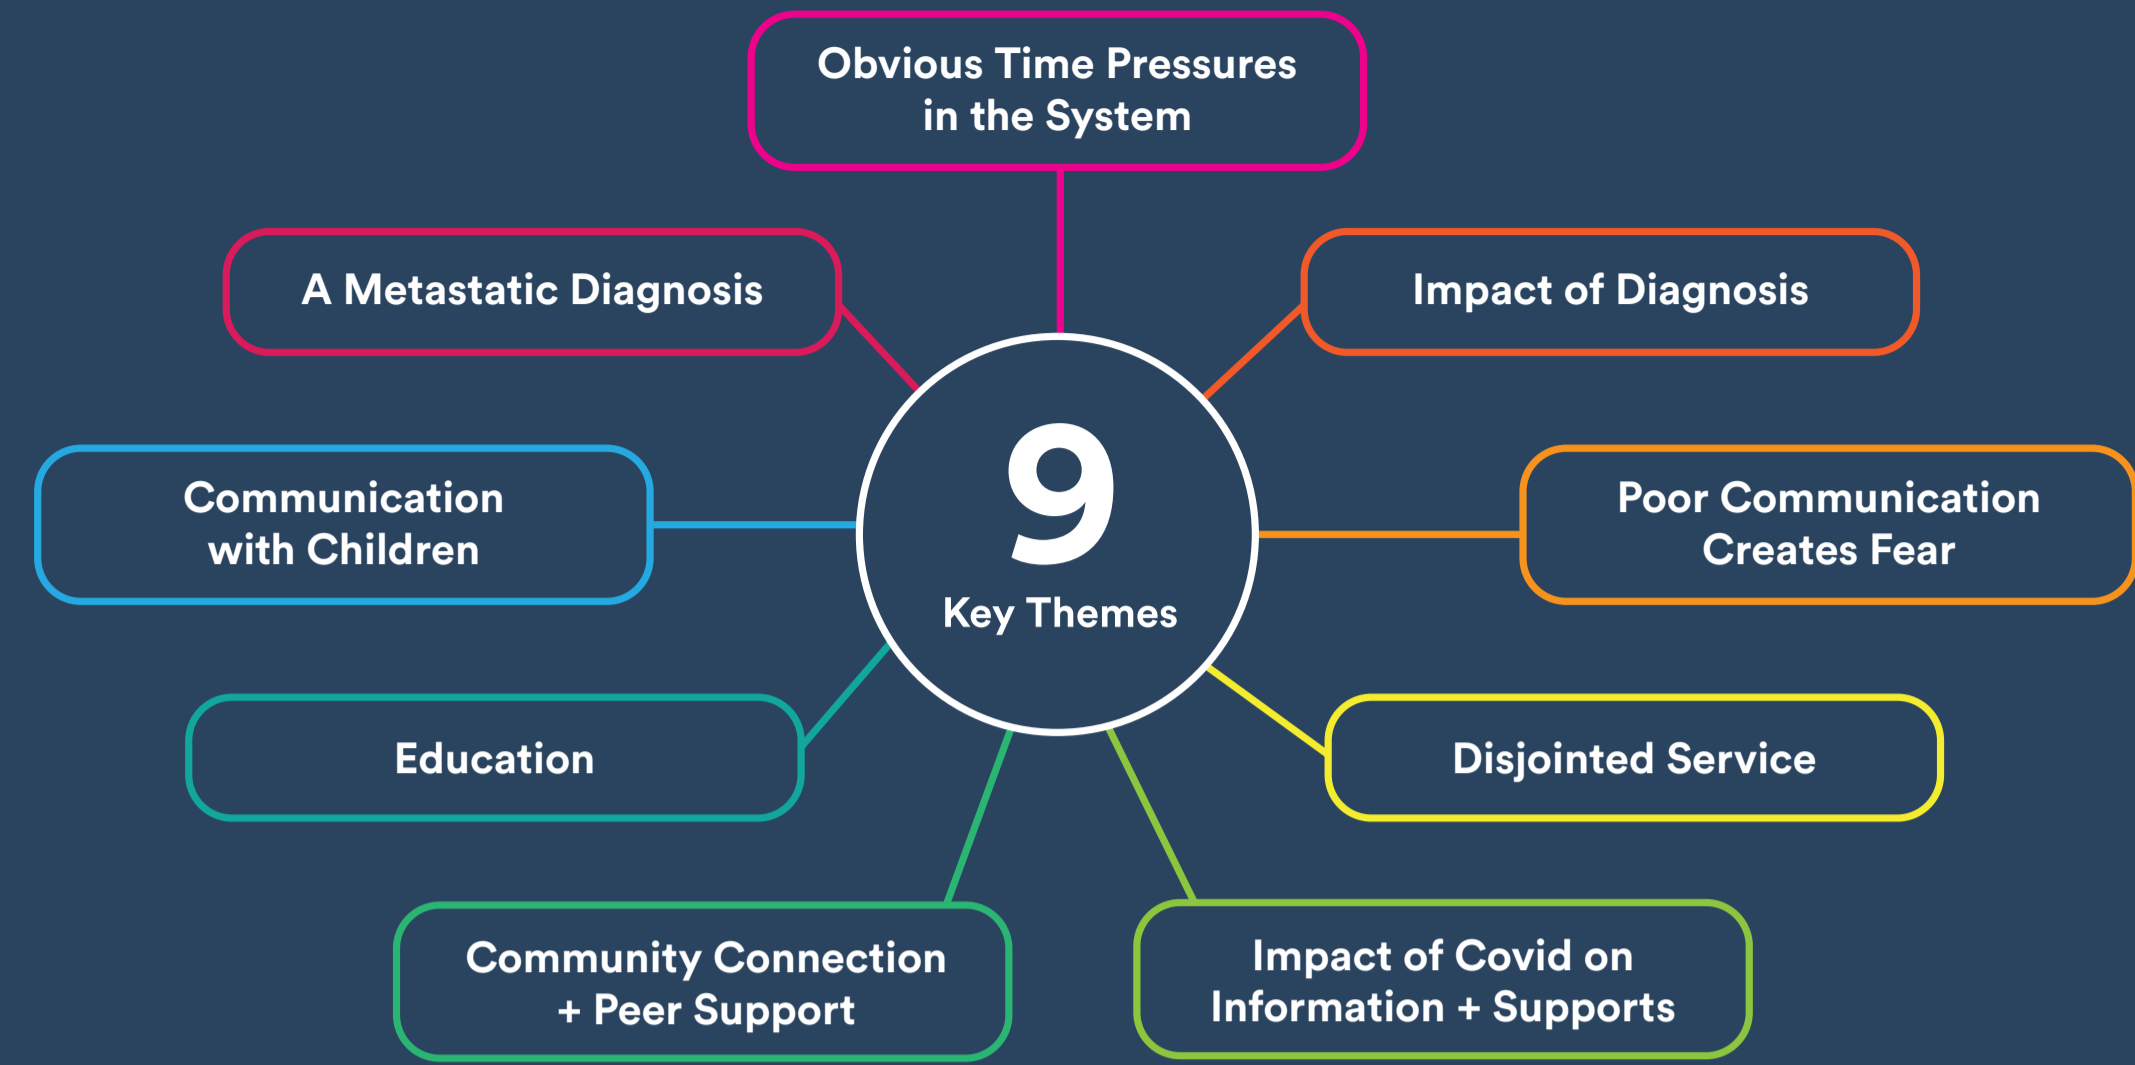 Obvious Time Pressures
in the System
A Metastatic Diagnosis
Impact of Diagnosis
Communication
with Children
9
Key Themes
Poor Communication
Creates Fear
Education
Disjointed Service
Community Connection
+ Peer Support
Impact of Covid on
Information + Supports